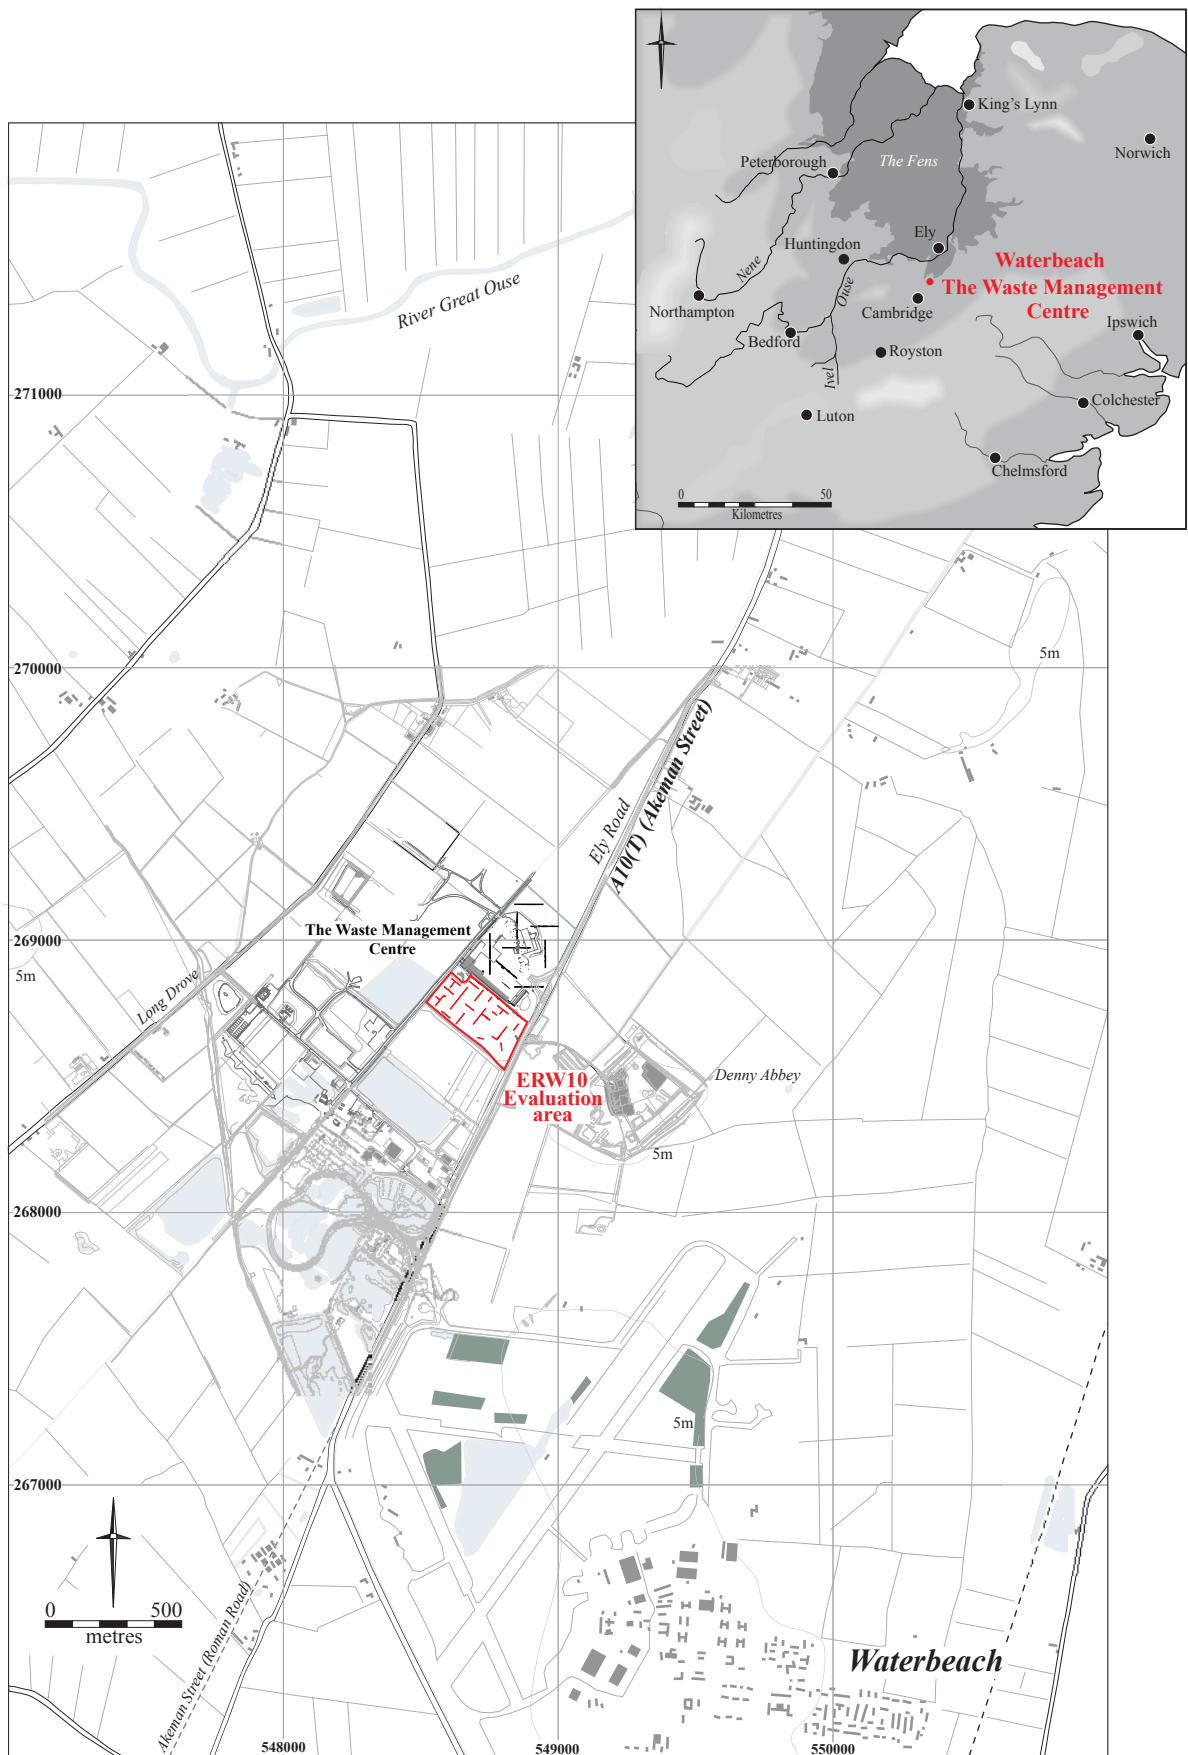 King's Lynn
Norwich
Peterborough
The Fens
Ely
Huntingdon
Nene
Ouse
Waterbeach
The Waste Management
Centre
Northampton
Cambridge
Ipswich
Bedford
Royston
Ivel
Colchester
Luton
Chelmsford
0 50
Kilometres
River Great Ouse
271000
270000
5m
Ely Road
A10(T) (Akeman Street)
The Waste Management
Centre
269000
5m
Long Drove
ERW10
Evaluation
area
Denny Abbey
5m
268000
5m
267000
0 500
metres
Akeman Street (Roman Road)
Waterbeach
548000
549000
550000